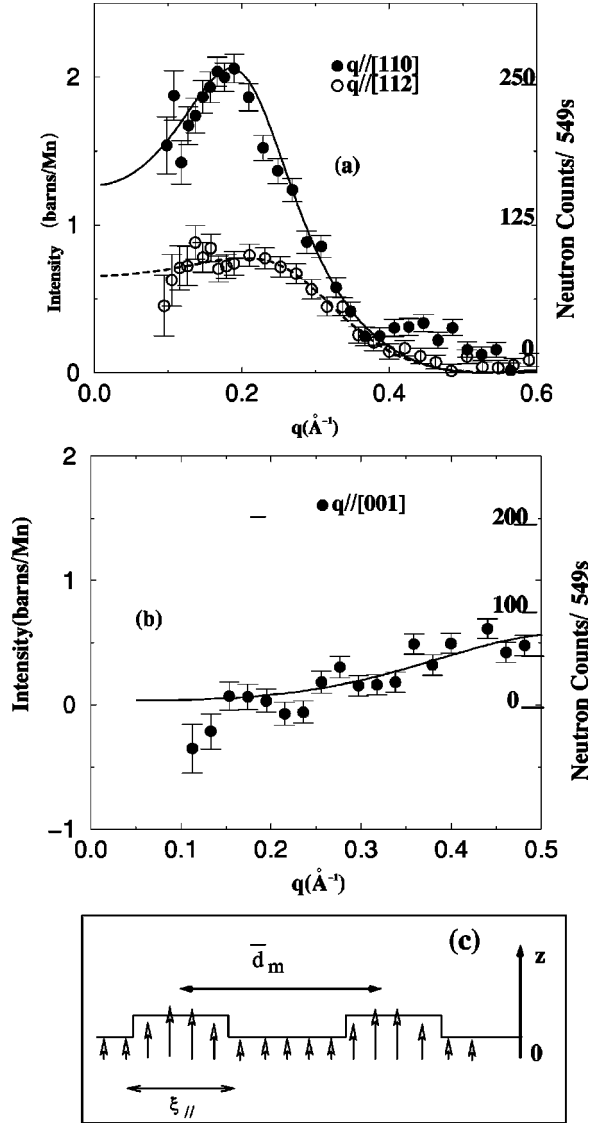 2
1
0
Intensity (barns/Mn)
q//[110]
q//[112]
(a)
250
125
0
Neutron Counts/ 549s
0.0 0.2 0.4 0.6
q(Å⁻¹)
2
1
0
−1
Intensity(barns/Mn)
q//[001]
(b)
200
100
0
Neutron Counts/ 549s
0.0 0.1 0.2 0.3 0.4 0.5
q(Å⁻¹)
(c)
d̅m
z
0
ξ//